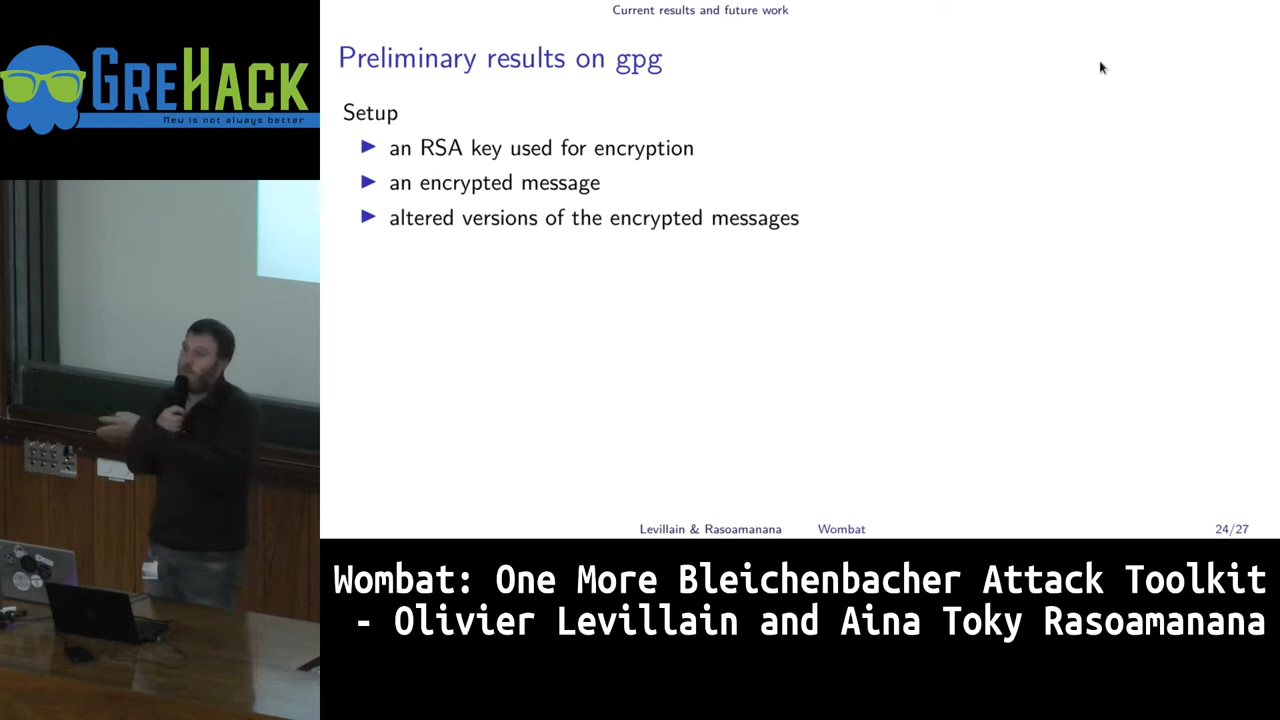 GREHACK
New is not always better
Current results and future work
Preliminary results on gpg
Setup
an RSA key used for encryption
an encrypted message
altered versions of the encrypted messages
Levillain & Rasoamanana Wombat 24/27
Wombat: One More Bleichenbacher Attack Toolkit
- Olivier Levillain and Aina Toky Rasoamanana